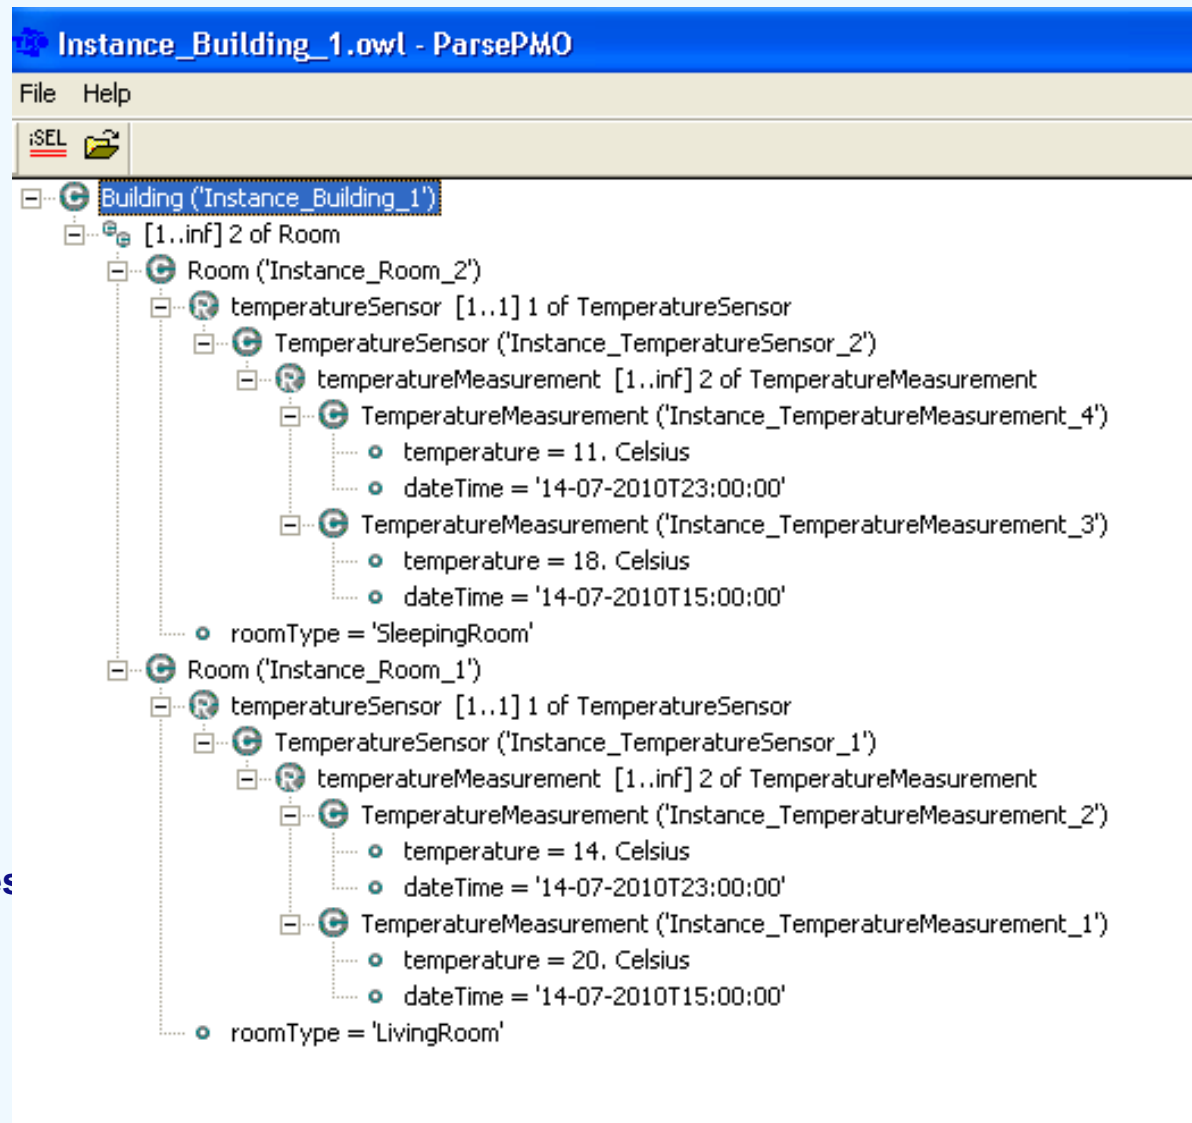 Instance_Building_1.owl - ParsePMO
File Help
iSEL
Building ('Instance_Building_1')
[1..inf] 2 of Room
Room ('Instance_Room_2')
temperatureSensor [1..1] 1 of TemperatureSensor
TemperatureSensor ('Instance_TemperatureSensor_2')
temperatureMeasurement [1..inf] 2 of TemperatureMeasurement
TemperatureMeasurement ('Instance_TemperatureMeasurement_4')
temperature = 11. Celsius
dateTime = '14-07-2010T23:00:00'
TemperatureMeasurement ('Instance_TemperatureMeasurement_3')
temperature = 18. Celsius
dateTime = '14-07-2010T15:00:00'
roomType = 'SleepingRoom'
Room ('Instance_Room_1')
temperatureSensor [1..1] 1 of TemperatureSensor
TemperatureSensor ('Instance_TemperatureSensor_1')
temperatureMeasurement [1..inf] 2 of TemperatureMeasurement
TemperatureMeasurement ('Instance_TemperatureMeasurement_2')
temperature = 14. Celsius
dateTime = '14-07-2010T23:00:00'
TemperatureMeasurement ('Instance_TemperatureMeasurement_1')
temperature = 20. Celsius
dateTime = '14-07-2010T15:00:00'
roomType = 'LivingRoom'